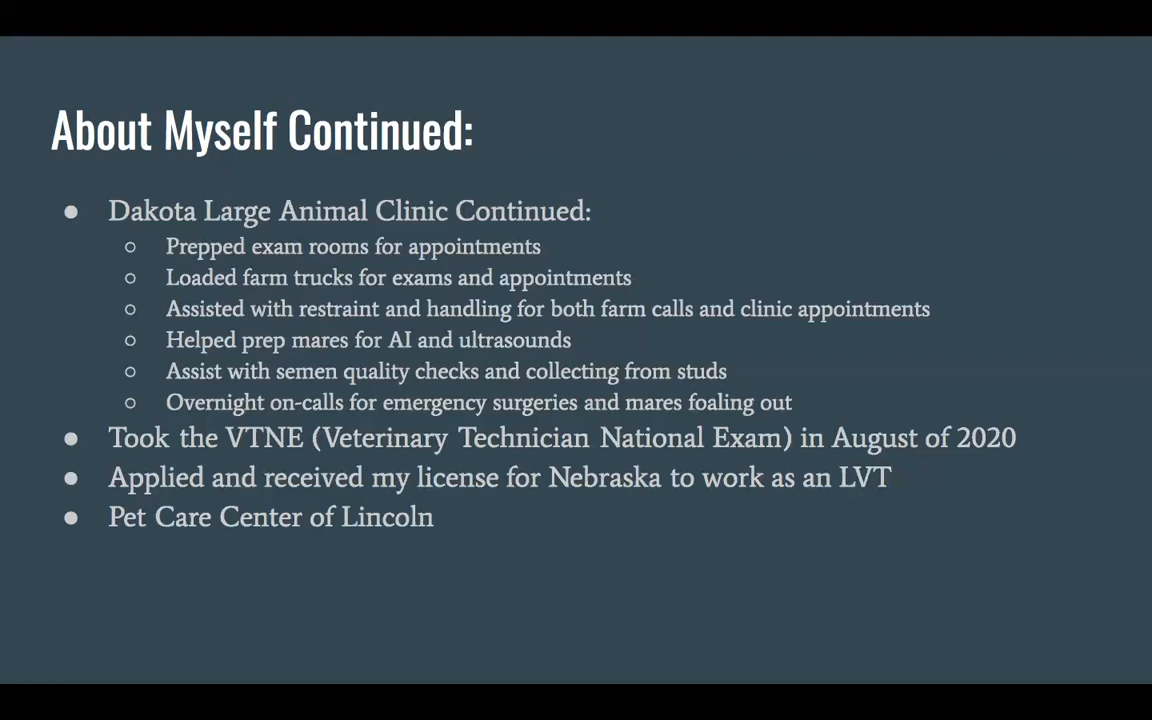 About Myself Continued:
● Dakota Large Animal Clinic Continued:
○ Prepped exam rooms for appointments
○ Loaded farm trucks for exams and appointments
○ Assisted with restraint and handling for both farm calls and clinic appointments
○ Helped prep mares for AI and ultrasounds
○ Assist with semen quality checks and collecting from studs
○ Overnight on-calls for emergency surgeries and mares foaling out
● Took the VTNE (Veterinary Technician National Exam) in August of 2020
● Applied and received my license for Nebraska to work as an LVT
● Pet Care Center of Lincoln